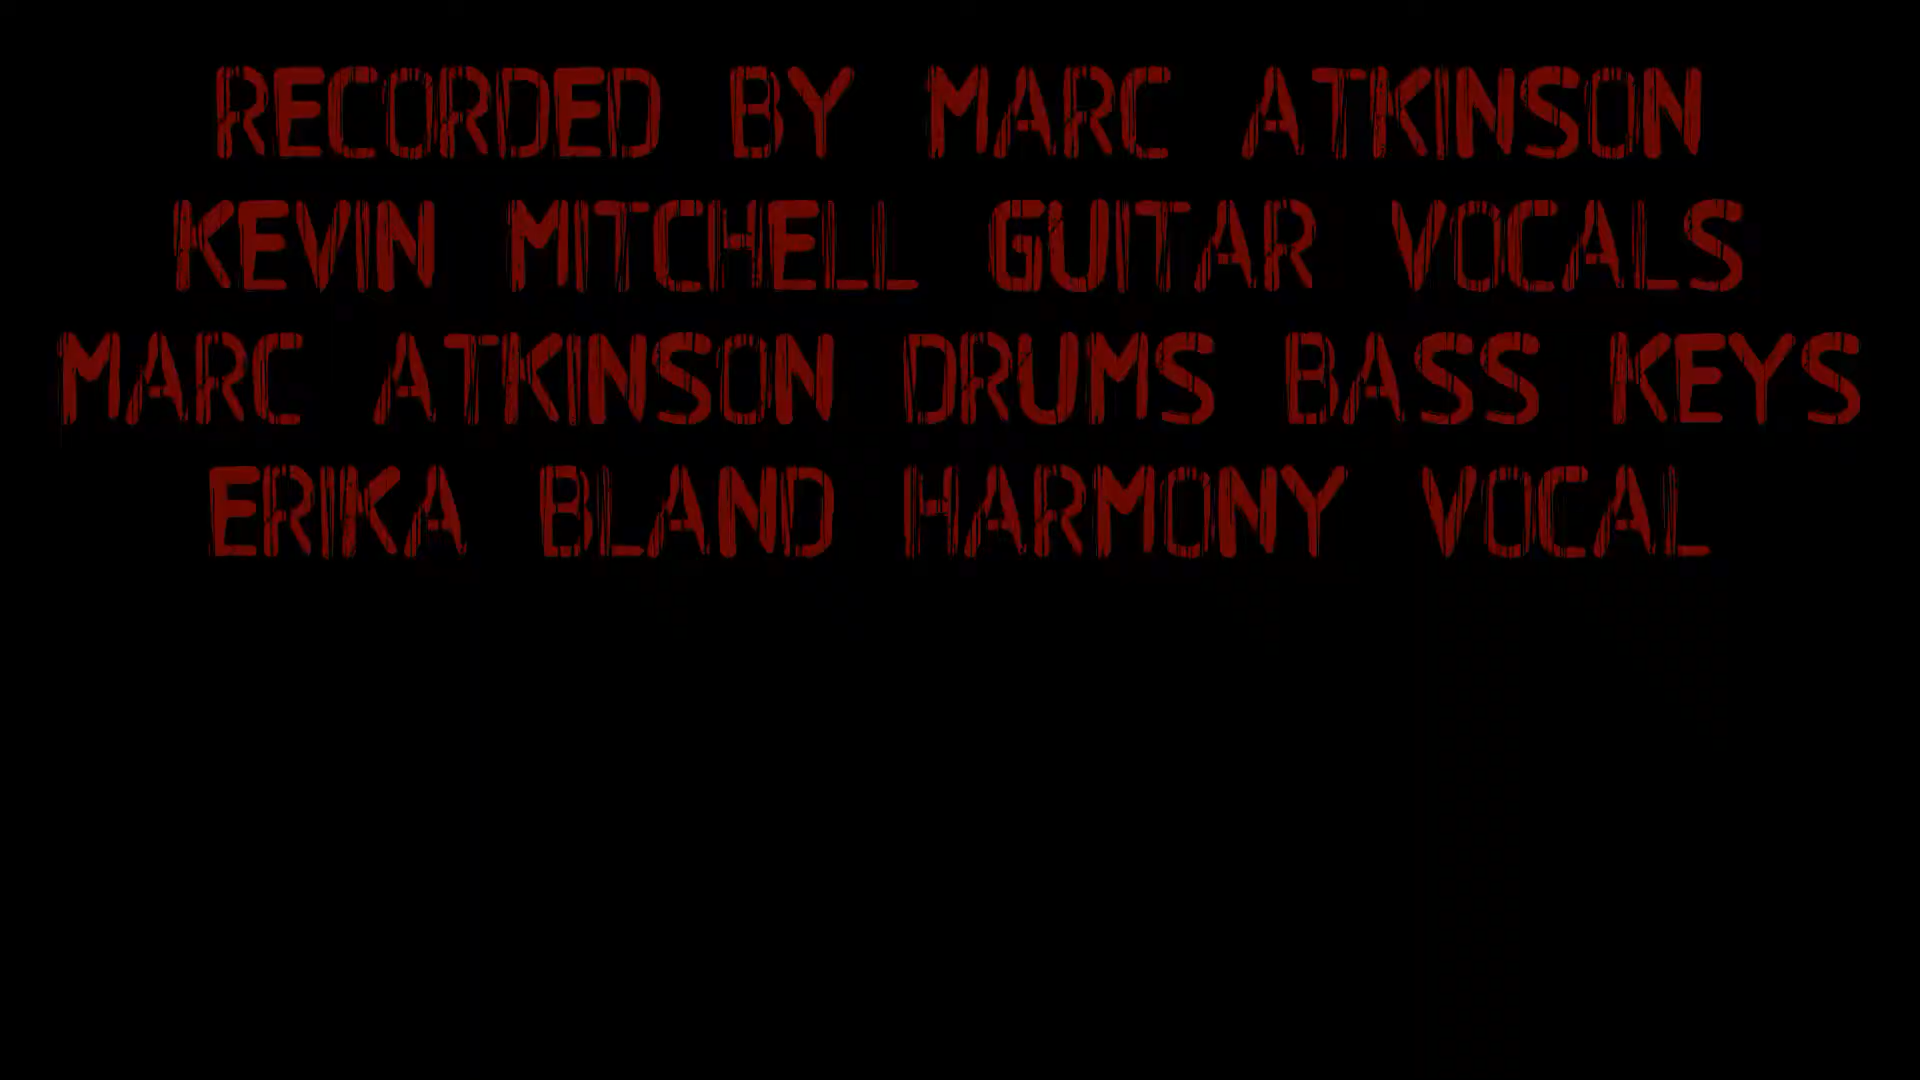 RECORDED BY MARC ATKINSON
KEVIN MITCHELL GUITAR VOCALS
MARC ATKINSON DRUMS BASS KEYS
ERIKA BLAND HARMONY VOCAL